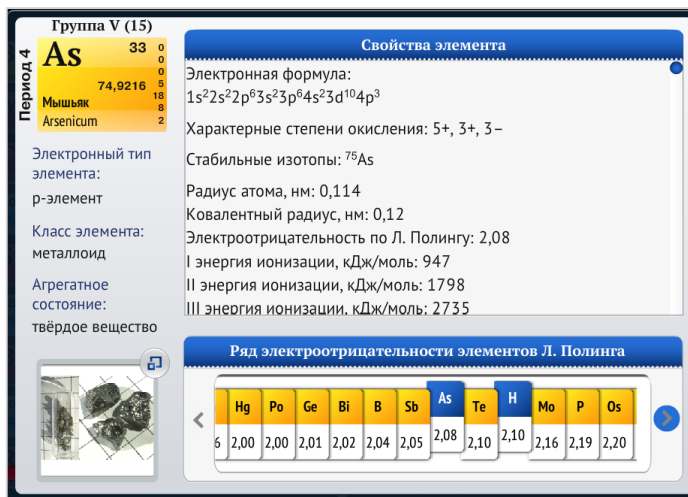 Группа V (15)
Период 4
As
33
74,9216
Мышьяк
Arsenicum
0
0
0
5
18
8
2
Электронный тип
элемента:
p-элемент
Класс элемента:
металлоид
Агрегатное
состояние:
твёрдое вещество
Свойства элемента
Электронная формула:
1s²2s²2p⁶3s²3p⁶4s²3d¹⁰4p³
Характерные степени окисления: 5+, 3+, 3–
Стабильные изотопы: ⁷⁵As
Радиус атома, нм: 0,114
Ковалентный радиус, нм: 0,12
Электроотрицательность по Л. Полингу: 2,08
I энергия ионизации, кДж/моль: 947
II энергия ионизации, кДж/моль: 1798
III энергия ионизации, кДж/моль: 2735
Ряд электроотрицательности элементов Л. Полинга
Hg Po Ge Bi B Sb As Te H Mo P Os
6 2,00 2,00 2,01 2,02 2,04 2,05 2,08 2,10 2,10 2,16 2,19 2,20